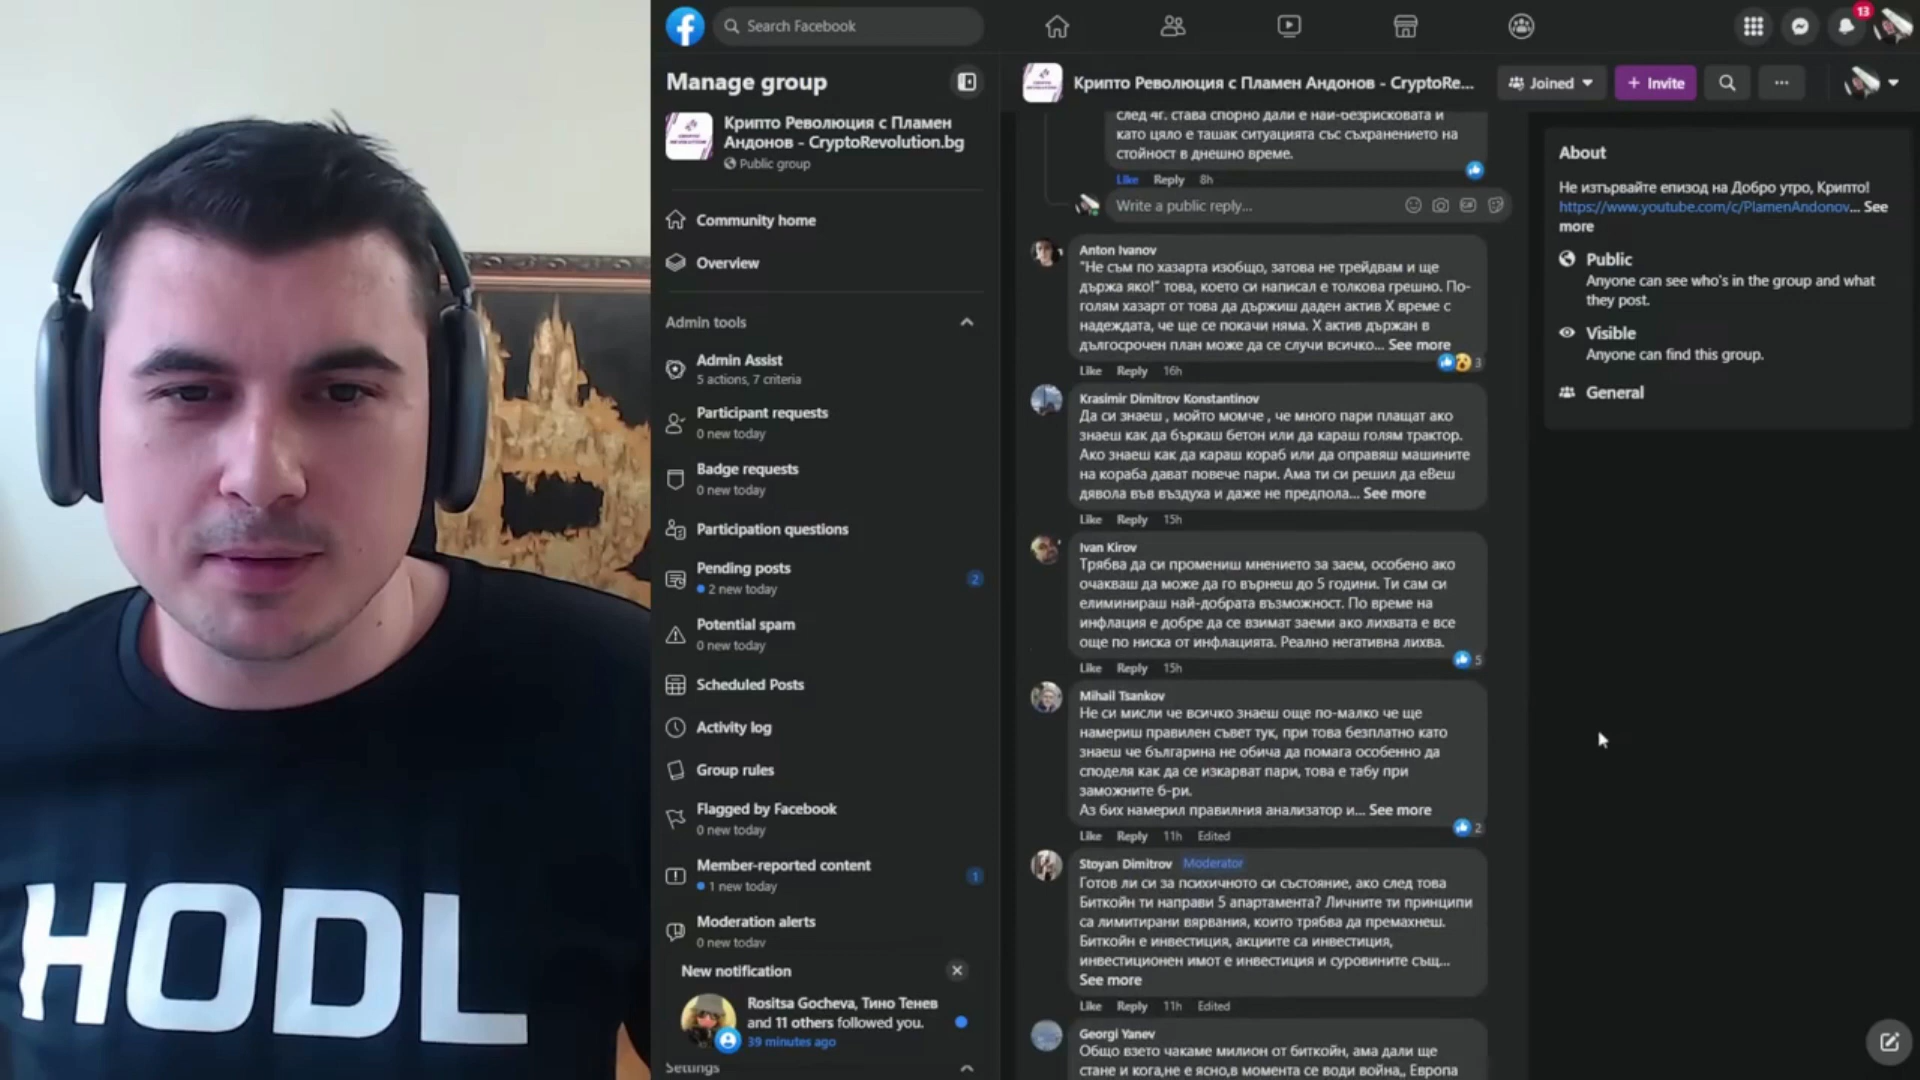 HODL
Search Facebook
13
Manage group
Крипто Революция с Пламен
Андонов - CryptoRevolution.bg
Public group
Community home
Overview
Admin tools
Admin Assist
5 actions, 7 criteria
Participant requests
0 new today
Badge requests
0 new today
Participation questions
Pending posts
2 new today
2
Potential spam
0 new today
Scheduled Posts
Activity log
Group rules
Flagged by Facebook
0 new today
Member-reported content
1 new today
1
Moderation alerts
0 new today
New notification
Rositsa Gocheva, Тино Тенев
and 11 others followed you.
39 minutes ago
Settings
Крипто Революция с Пламен Андонов - CryptoRe...
Joined
+ Invite
след 4г. става спорно дали е най-безрисковата и
като цяло е ташак ситуацията със съхранението на
стойност в днешно време.
Like Reply 8h
Write a public reply...
Anton Ivanov
"Не съм по хазарта изобщо, затова не трейдвам и ще
държа яко!" това, което си написал е толкова грешно. По-
голям хазарт от това да държиш даден актив X време с
надеждата, че ще се покачи няма. X актив държан в
дългосрочен план може да се случи всичко... See more
3
Like Reply 16h
Krasimir Dimitrov Konstantinov
Да си знаеш , мойто момче , че много пари плащат ако
знаеш как да бъркаш бетон или да караш голям трактор.
Ако знаеш как да караш кораб или да оправяш машините
на кораба дават повече пари. Ама ти си решил да еВеш
дявола във въздуха и даже не предпола... See more
Like Reply 15h
Ivan Kirov
Трябва да си промениш мнението за заем, особено ако
очакваш да може да го върнеш до 5 години. Ти сам си
елиминираш най-добрата възможност. По време на
инфлация е добре да се взимат заеми ако лихвата е все
още по ниска от инфлацията. Реално негативна лихва.
5
Like Reply 15h
Mihail Tsankov
Не си мисли че всичко знаеш още по-малко че ще
намериш правилен съвет тук, при това безплатно като
знаеш че българина не обича да помага особенно да
споделя как да се изкарват пари, това е табу при
заможните б-ри.
Аз бих намерил правилния анализатор и... See more
2
Like Reply 11h Edited
Stoyan Dimitrov Moderator
Готов ли си за психичното си състояние, ако след това
Биткойн ти направи 5 апартамента? Личните ти принципи
са лимитирани вярвания, които трябва да премахнеш.
Биткойн е инвестиция, акциите са инвестиция,
инвестиционен имот е инвестиция и суровините същ...
See more
Like Reply 11h Edited
Georgi Yanev
Общо взето чакаме милион от биткойн, ама дали ще
стане и кога,не е ясно,в момента се води война,, Европа
About
Не изтървайте епизод на Добро утро, Крипто!
https://www.youtube.com/c/PlamenAndonov... See
more
Public
Anyone can see who's in the group and what
they post.
Visible
Anyone can find this group.
General